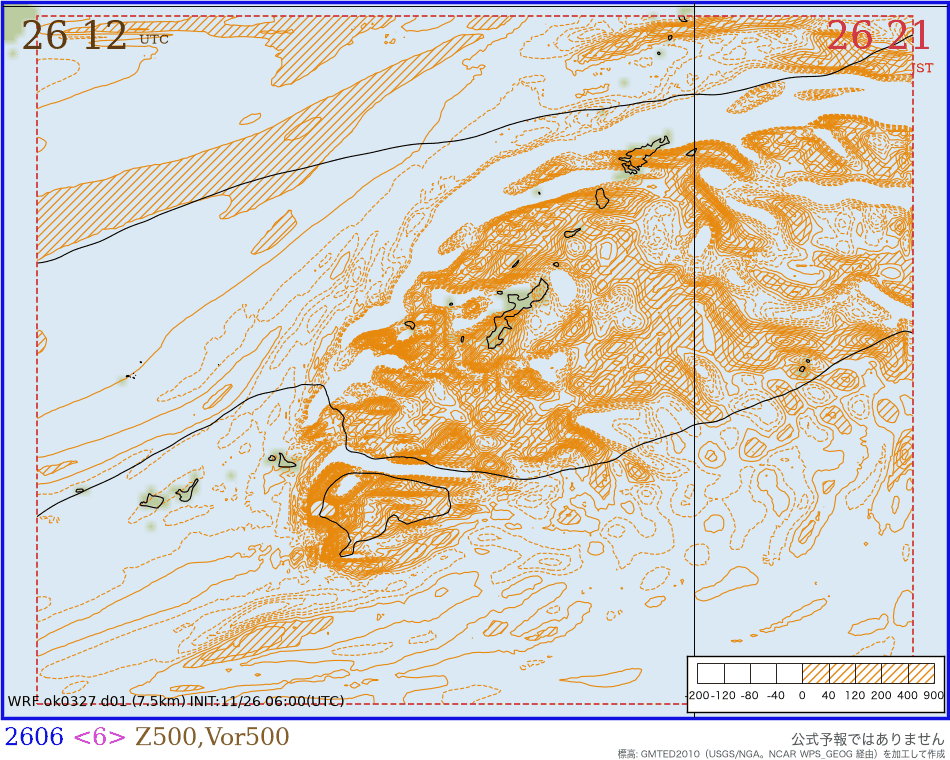 26 12 UTC
26 21
JST
-200 -120 -80 -40 0 40 120 200 400 900
WRF ok0327 d01 (7.5km) INIT:11/26 06:00(UTC)
2606 <6> Z500,Vor500
公式予報ではありません
標高: GMTED2010（USGS/NGA。NCAR WPS_GEOG 経由）を加工して作成